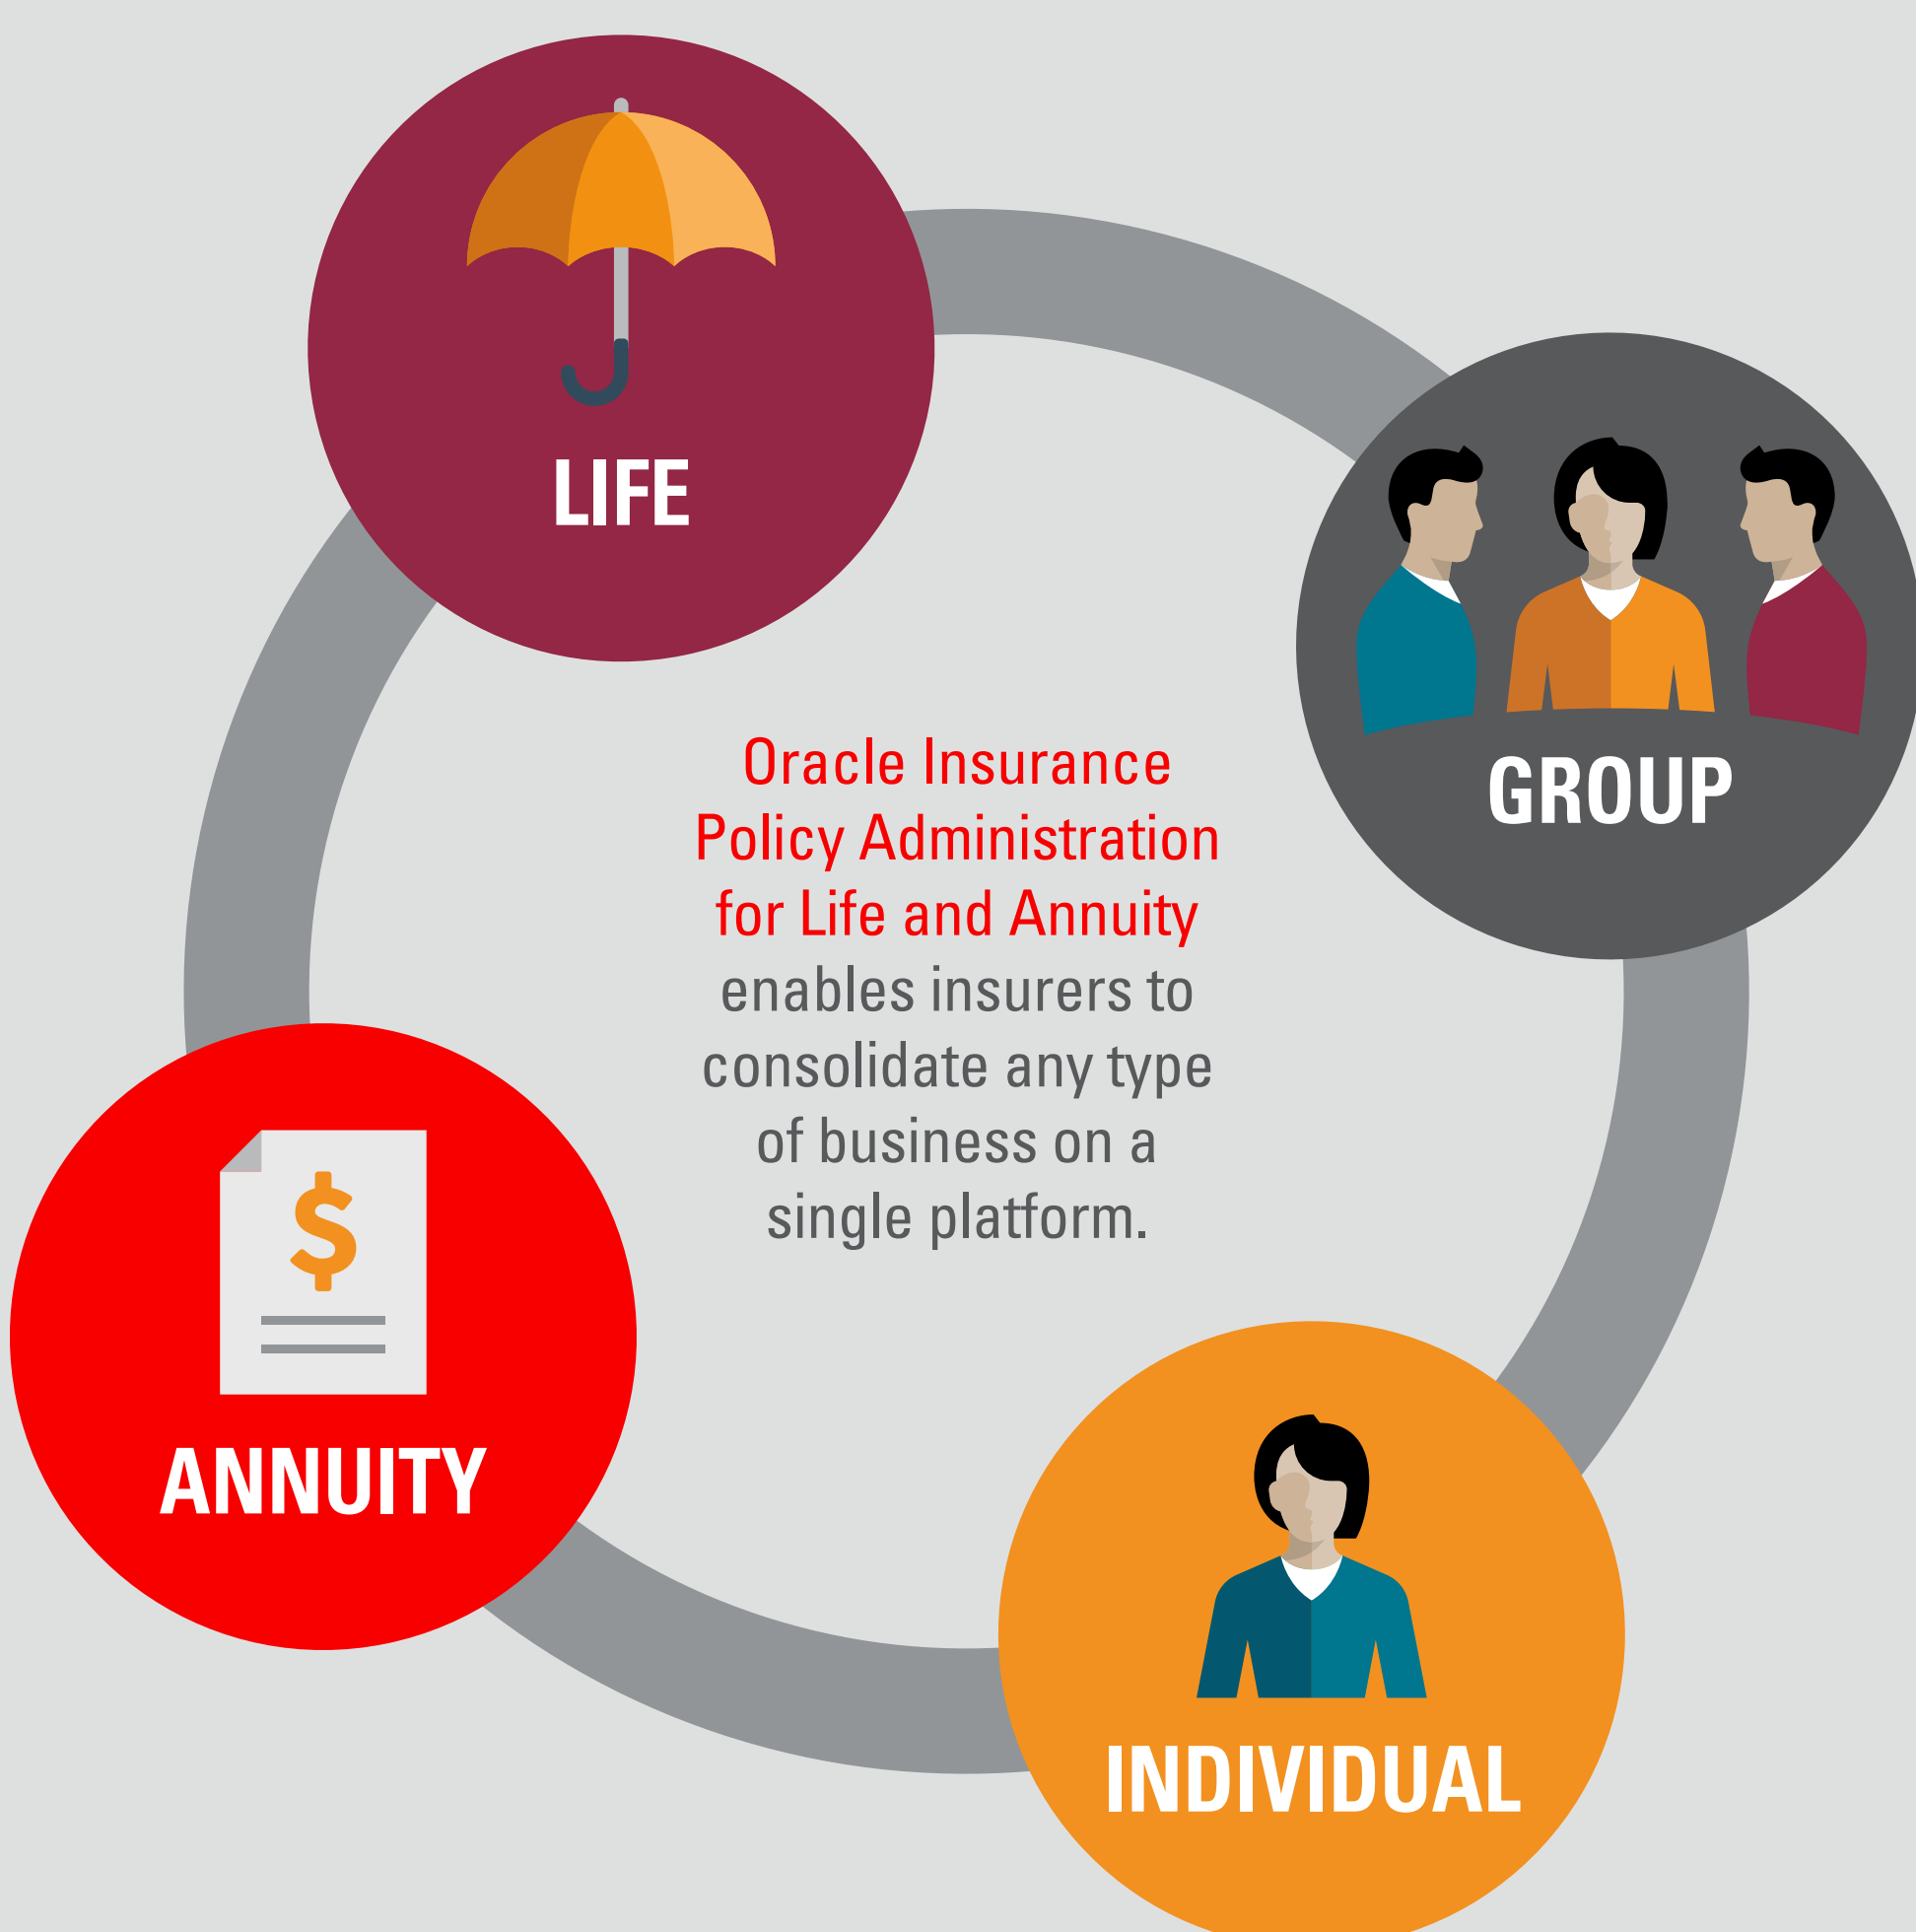 LIFE
GROUP
Oracle Insurance
Policy Administration
for Life and Annuity
enables insurers to
consolidate any type
of business on a
single platform.
$
ANNUITY
INDIVIDUAL